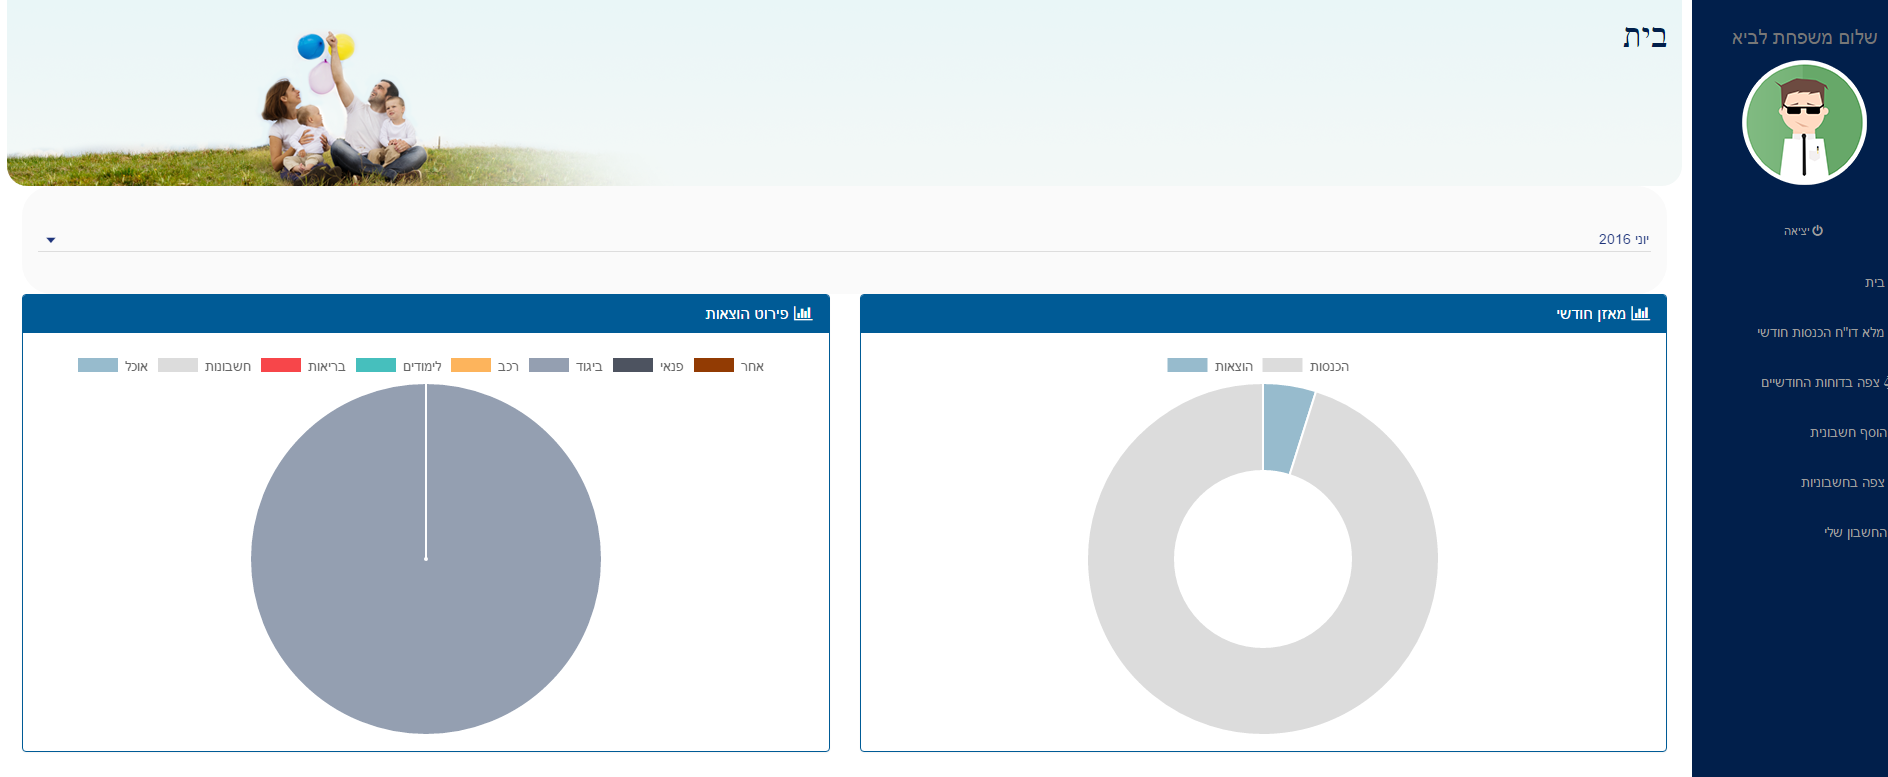 שלום משפחת לביא
יציאה
בית
מלא דו"ח הכנסות חודשי
צפה בדוחות החודשיים
הוסף חשבונית
צפה בחשבוניות
החשבון שלי
בית
יוני 2016
מאזן חודשי
הכנסות
הוצאות
פירוט הוצאות
אחר
פנאי
ביגוד
רכב
לימודים
בריאות
חשבונות
אוכל